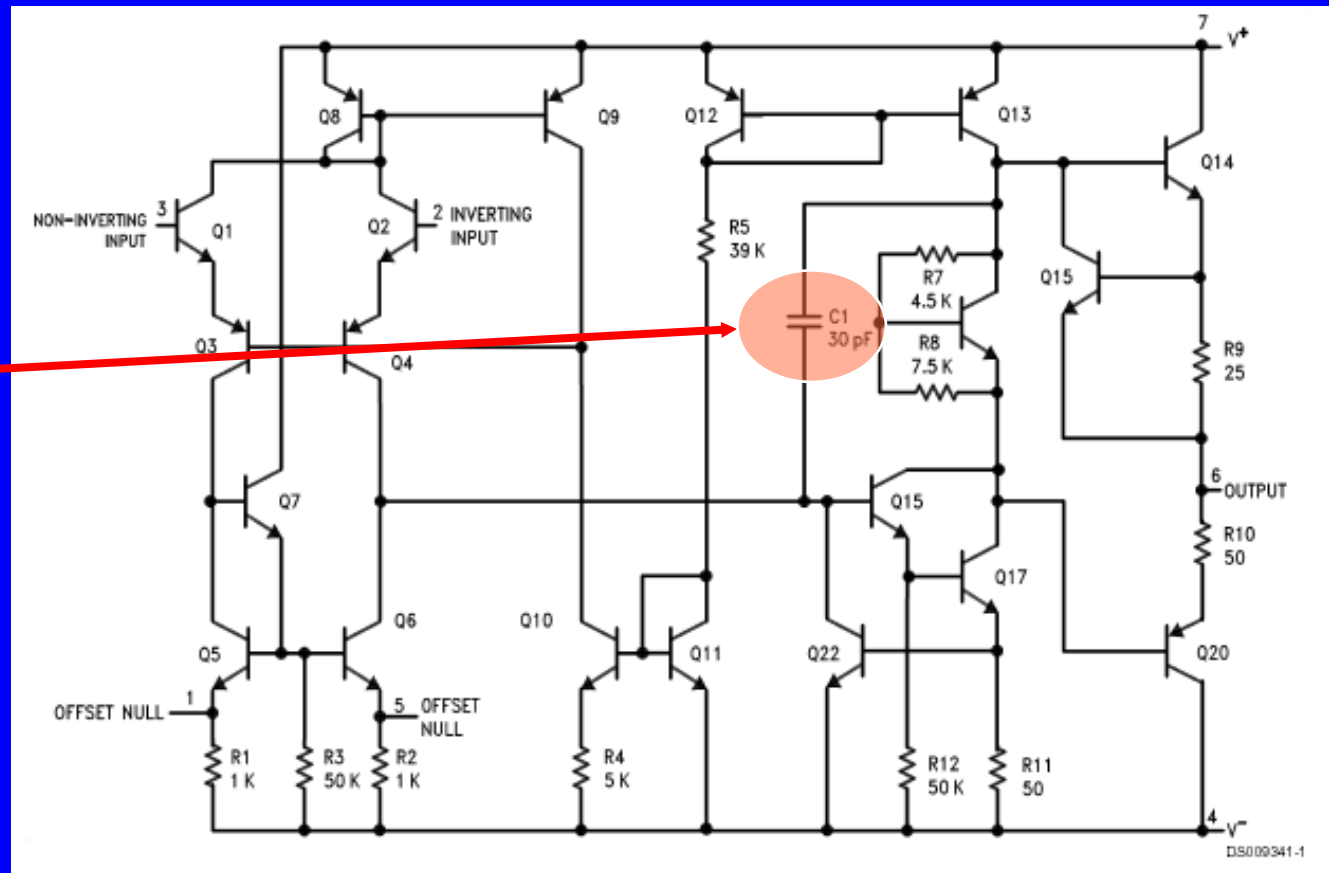 7
V+
Q8
Q9
Q12
Q13
Q14
3
NON-INVERTING
INPUT
Q1
Q2
2 INVERTING
INPUT
R5
39 K
Q15
R7
4.5 K
C1
30 pF
R8
7.5 K
Q3
Q4
R9
25
Q7
Q15
6
OUTPUT
R10
50
Q17
Q5
Q6
Q10
Q11
Q22
Q20
1
OFFSET NULL
5 OFFSET
NULL
R1
1 K
R3
50 K
R2
1 K
R4
5 K
R12
50 K
R11
50
4
V-
DS009341-1